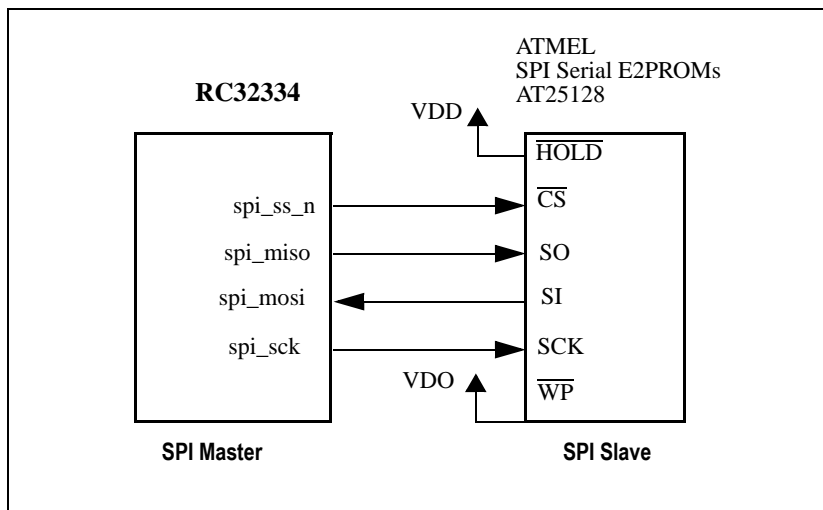 ATMEL
SPI Serial E2PROMs
AT25128
RC32334
VDD
HOLD
spi_ss_n
CS
spi_miso
SO
spi_mosi
SI
spi_sck
SCK
VDO
WP
SPI Master
SPI Slave